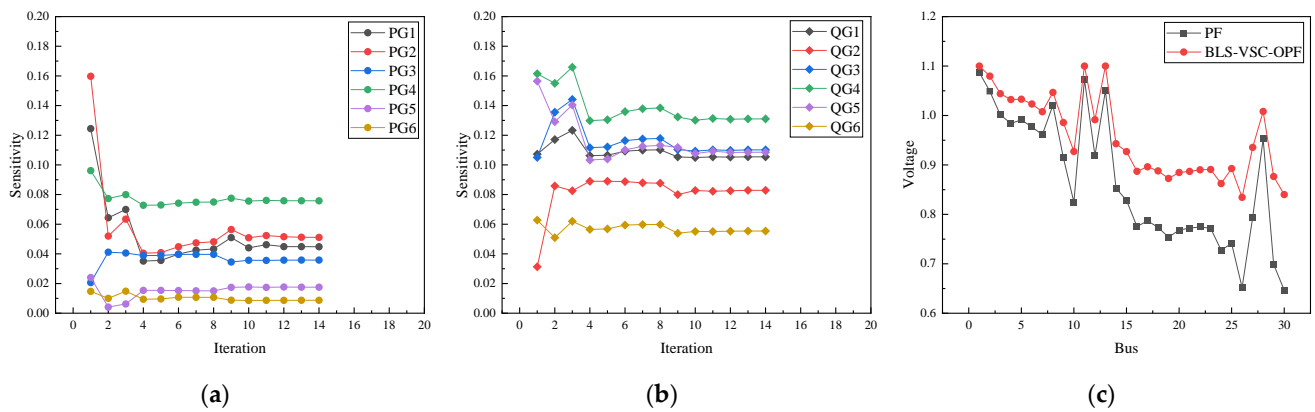 0.20
0.18
0.16
0.14
0.12
0.10
0.08
0.06
0.04
0.02
0.00
Sensitivity
0 2 4 6 8 10 12 14 16 18 20
Iteration
PG1
PG2
PG3
PG4
PG5
PG6
(a)
0.20
0.18
0.16
0.14
0.12
0.10
0.08
0.06
0.04
0.02
0.00
Sensitivity
0 2 4 6 8 10 12 14 16 18 20
Iteration
QG1
QG2
QG3
QG4
QG5
QG6
(b)
1.2
1.1
1.0
0.9
0.8
0.7
0.6
Voltage
0 5 10 15 20 25 30
Bus
PF
BLS-VSC-OPF
(c)